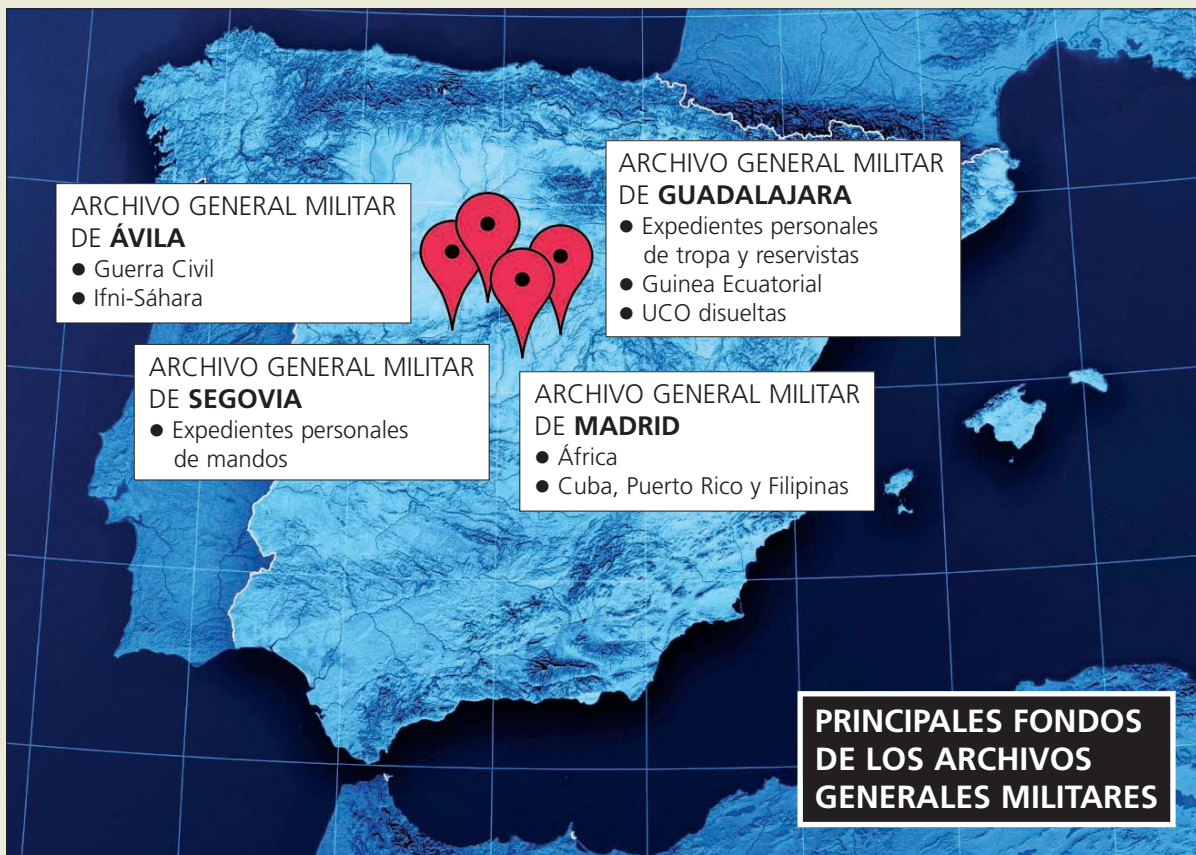 ARCHIVO GENERAL MILITAR
DE ÁVILA
● Guerra Civil
● Ifni-Sáhara
ARCHIVO GENERAL MILITAR
DE GUADALAJARA
● Expedientes personales
de tropa y reservistas
● Guinea Ecuatorial
● UCO disueltas
ARCHIVO GENERAL MILITAR
DE SEGOVIA
● Expedientes personales
de mandos
ARCHIVO GENERAL MILITAR
DE MADRID
● África
● Cuba, Puerto Rico y Filipinas
PRINCIPALES FONDOS
DE LOS ARCHIVOS
GENERALES MILITARES